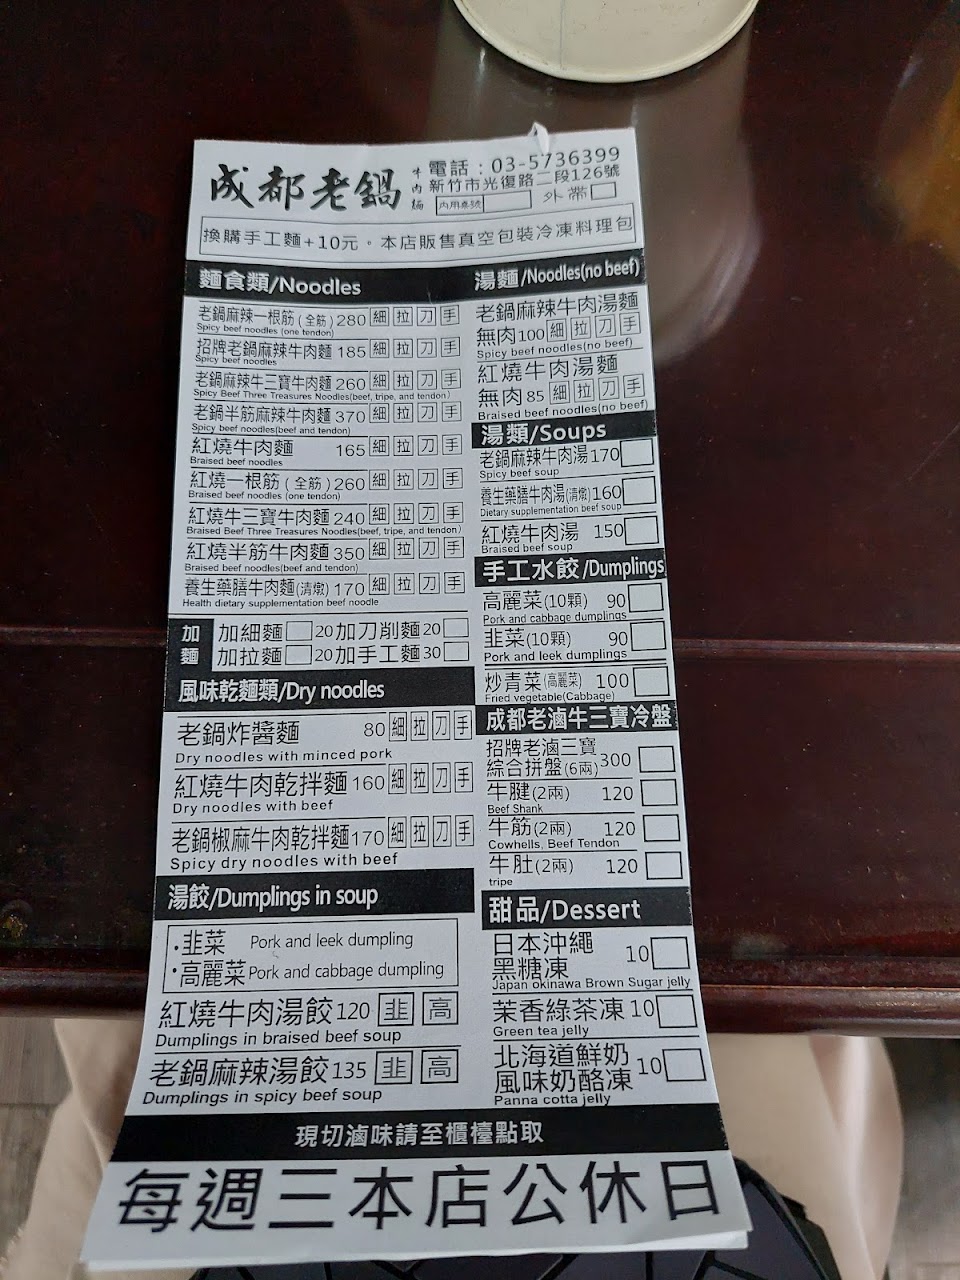 成都老鍋
牛肉麵
電話：03-5736399
新竹市光復路二段126號
內用桌號 外帶
換購手工麵+10元。本店販售真空包裝冷凍料理包
麵食類/Noodles
老鍋麻辣一根筋(全筋) 280 細 拉 刀 手
Spicy beef noodles (one tendon)
招牌老鍋麻辣牛肉麵 185 細 拉 刀 手
Spicy beef noodles
老鍋麻辣牛三寶牛肉麵 260 細 拉 刀 手
Spicy Beef Three Treasures Noodles(beef, tripe, and tendon)
老鍋半筋麻辣牛肉麵 370 細 拉 刀 手
Spicy beef noodles(beef and tendon)
紅燒牛肉麵 165 細 拉 刀 手
Braised beef noodles
紅燒一根筋(全筋) 260 細 拉 刀 手
Braised beef noodles (one tendon)
紅燒牛三寶牛肉麵 240 細 拉 刀 手
Braised Beef Three Treasures Noodles(beef, tripe, and tendon)
紅燒半筋牛肉麵 350 細 拉 刀 手
Braised beef noodles(beef and tendon)
養生藥膳牛肉麵(清燉) 170 細 拉 刀 手
Health dietary supplementation beef noodle
加麵
加細麵 20 加刀削麵 20
加拉麵 20 加手工麵 30
風味乾麵類/Dry noodles
老鍋炸醬麵 80 細 拉 刀 手
Dry noodles with minced pork
紅燒牛肉乾拌麵 160 細 拉 刀 手
Dry noodles with beef
老鍋椒麻牛肉乾拌麵 170 細 拉 刀 手
Spicy dry noodles with beef
湯餃/Dumplings in soup
·韭菜 Pork and leek dumpling
·高麗菜 Pork and cabbage dumpling
紅燒牛肉湯餃 120 韭 高
Dumplings in braised beef soup
老鍋麻辣湯餃 135 韭 高
Dumplings in spicy beef soup
湯麵/Noodles(no beef)
老鍋麻辣牛肉湯麵
無肉 100 細 拉 刀 手
Spicy beef noodles(no beef)
紅燒牛肉湯麵
無肉 85 細 拉 刀 手
Braised beef noodles(no beef)
湯類/Soups
老鍋麻辣牛肉湯 170
Spicy beef soup
養生藥膳牛肉湯(清燉) 160
Dietary supplementation beef soup
紅燒牛肉湯 150
Braised beef soup
手工水餃/Dumplings
高麗菜(10顆) 90
Pork and cabbage dumplings
韭菜(10顆) 90
Pork and leek dumplings
炒青菜(高麗菜) 100
Fried vegetable(Cabbage)
成都老滷牛三寶冷盤
招牌老滷三寶
綜合拼盤(6兩) 300
牛腱(2兩) 120
Beef Shank
牛筋(2兩) 120
Cowhells, Beef Tendon
牛肚(2兩) 120
tripe
甜品/Dessert
日本沖繩
黑糖凍 10
Japan okinawa Brown Sugar jelly
茉香綠茶凍 10
Green tea jelly
北海道鮮奶
風味奶酪凍 10
Panna cotta jelly
現切滷味請至櫃檯點取
每週三本店公休日